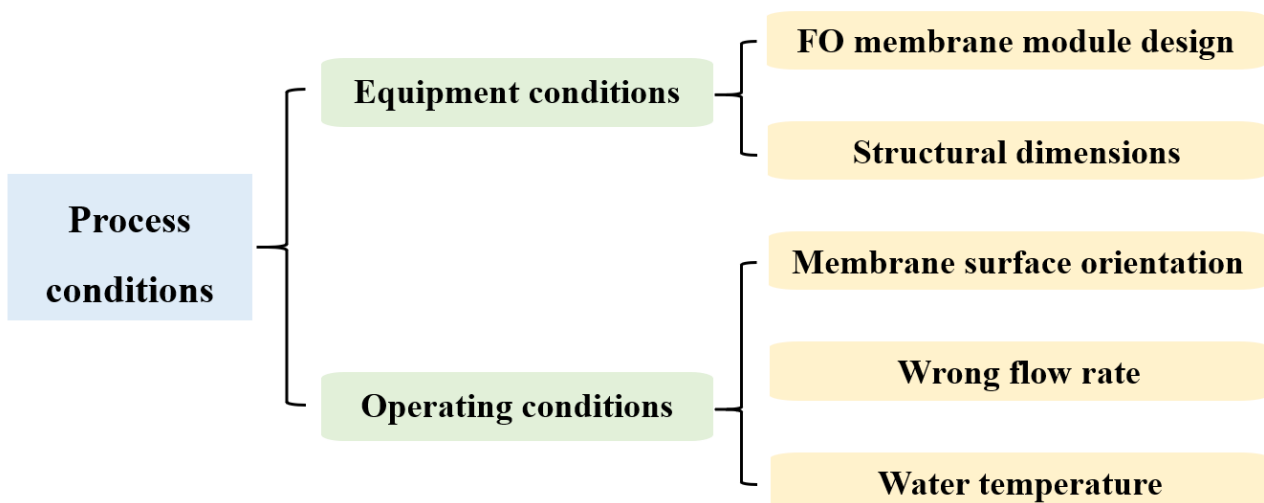 Process
conditions
Equipment conditions
FO membrane module design
Structural dimensions
Operating conditions
Membrane surface orientation
Wrong flow rate
Water temperature